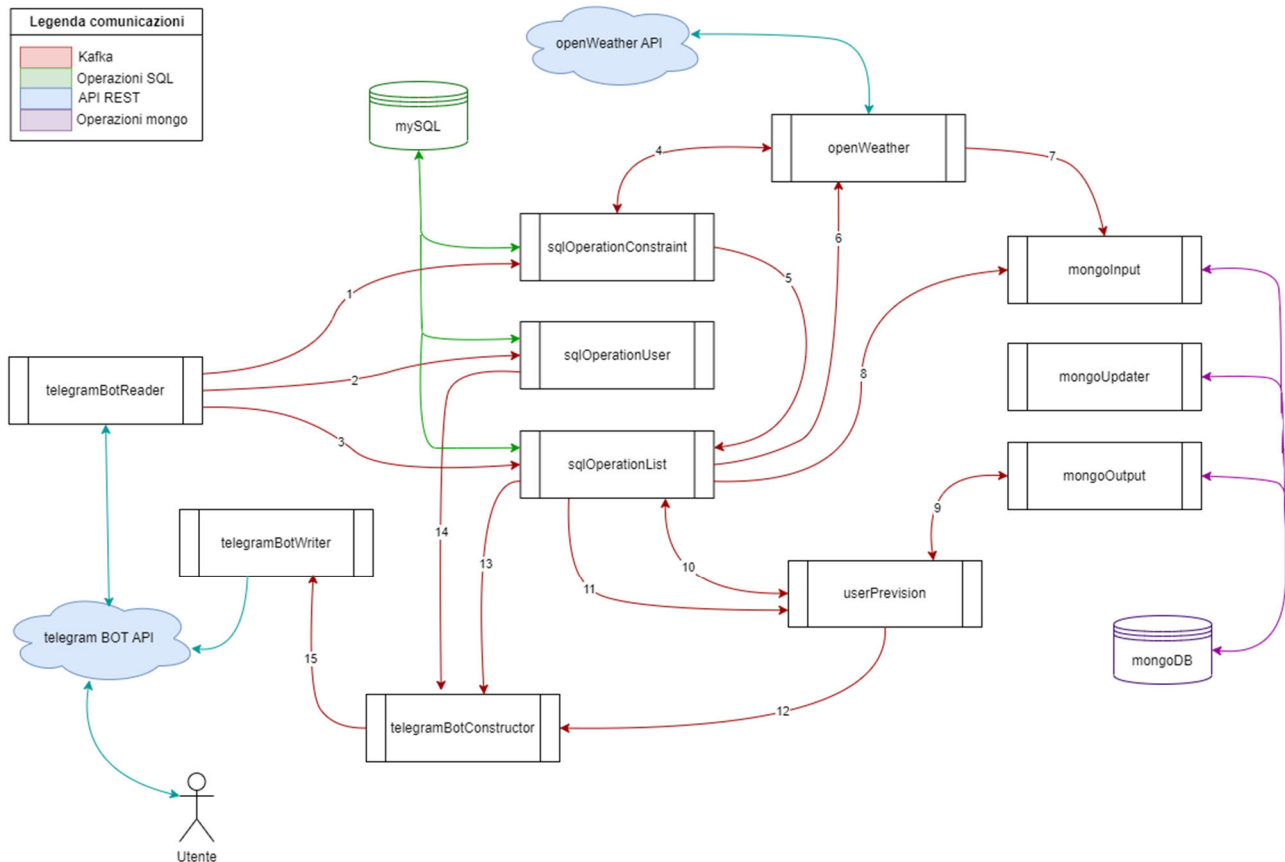 Legenda comunicazioni
Kafka
Operazioni SQL
API REST
Operazioni mongo
openWeather API
mySQL
openWeather
4
7
sqlOperationConstraint
6
mongoInput
5
1
sqlOperationUser
mongoUpdater
telegramBotReader
2
8
3
sqlOperationList
mongoOutput
9
telegramBotWriter
14
13
10
11
userPrevision
telegram BOT API
mongoDB
15
12
telegramBotConstructor
Utente